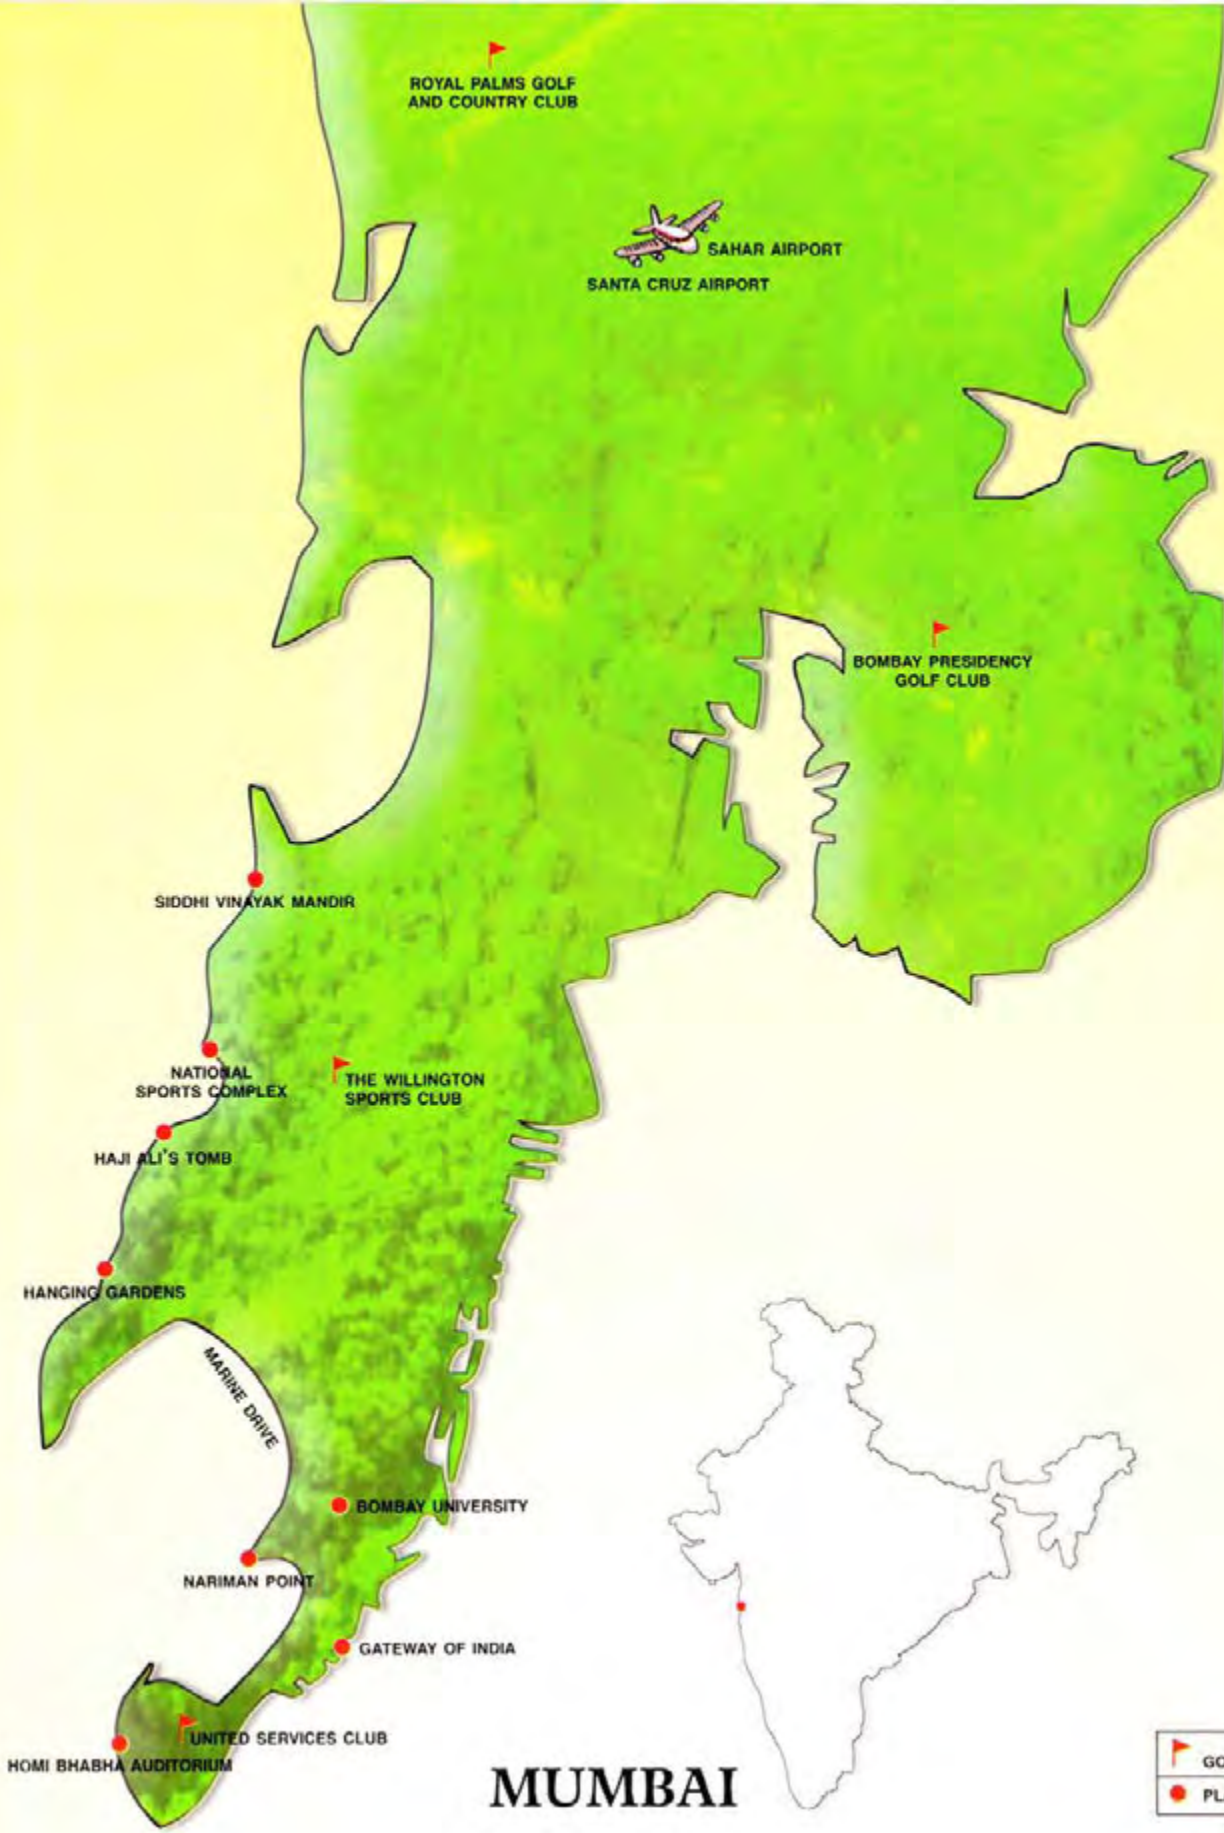 ROYAL PALMS GOLF
AND COUNTRY CLUB
SAHAR AIRPORT
SANTA CRUZ AIRPORT
BOMBAY PRESIDENCY
GOLF CLUB
SIDDHI VINAYAK MANDIR
NATIONAL
SPORTS COMPLEX
THE WILLINGTON
SPORTS CLUB
HAJI ALI'S TOMB
HANGING GARDENS
MARINE DRIVE
BOMBAY UNIVERSITY
NARIMAN POINT
GATEWAY OF INDIA
UNITED SERVICES CLUB
HOMI BHABHA AUDITORIUM
MUMBAI